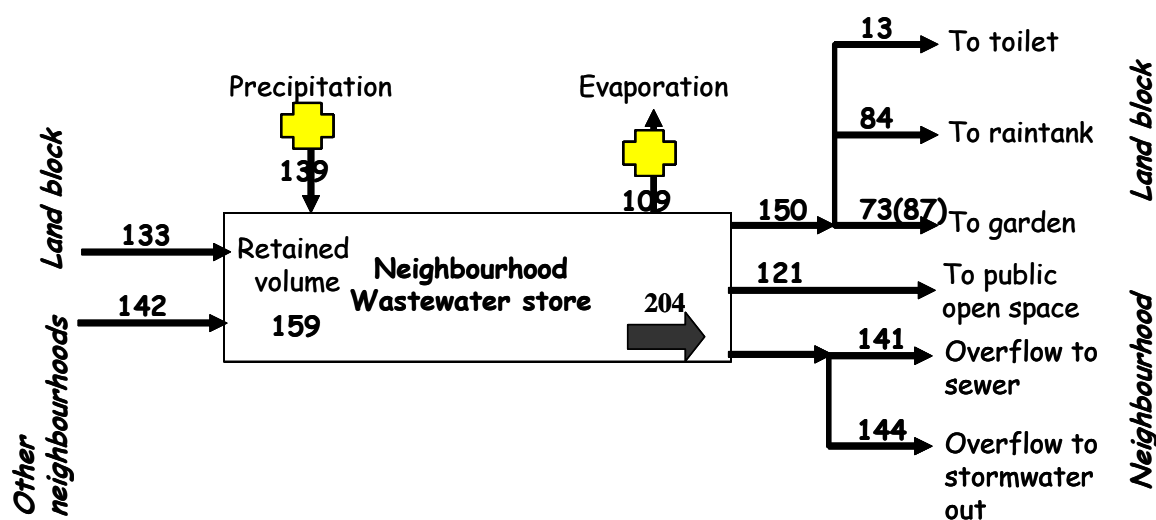 13
To toilet
Precipitation
Evaporation
84
To raintank
Land block
139
109
150
73(87)
To garden
Land block
133
Retained
volume
159
Neighbourhood
Wastewater store
204
121
To public
open space
142
141
Overflow to
sewer
144
Overflow to
stormwater
out
Other
neighbourhoods
Neighbourhood